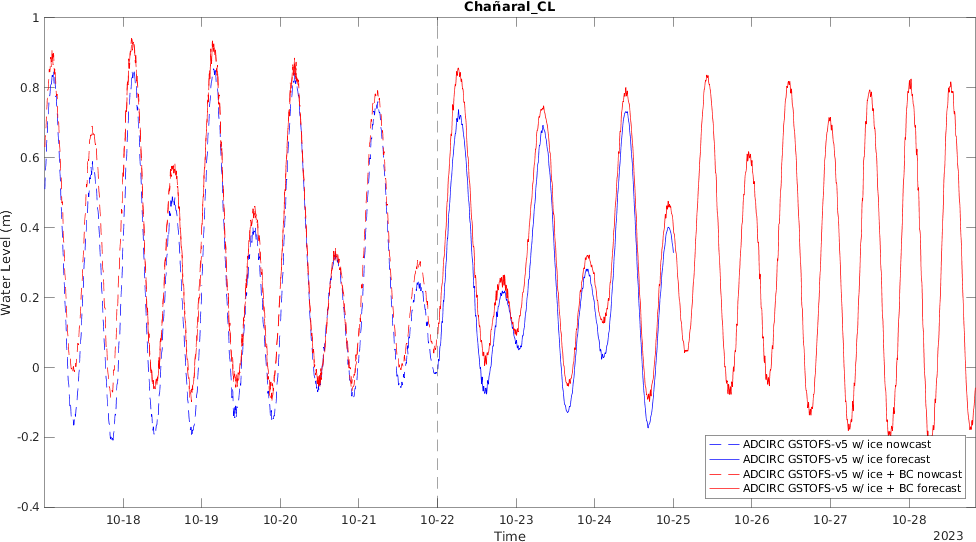 Chañaral_CL
1
0.8
0.6
0.4
0.2
0
-0.2
-0.4
Water Level (m)
ADCIRC GSTOFS-v5 w/ ice nowcast
ADCIRC GSTOFS-v5 w/ ice forecast
ADCIRC GSTOFS-v5 w/ ice + BC nowcast
ADCIRC GSTOFS-v5 w/ ice + BC forecast
10-18 10-19 10-20 10-21 10-22 10-23 10-24 10-25 10-26 10-27 10-28
Time
2023